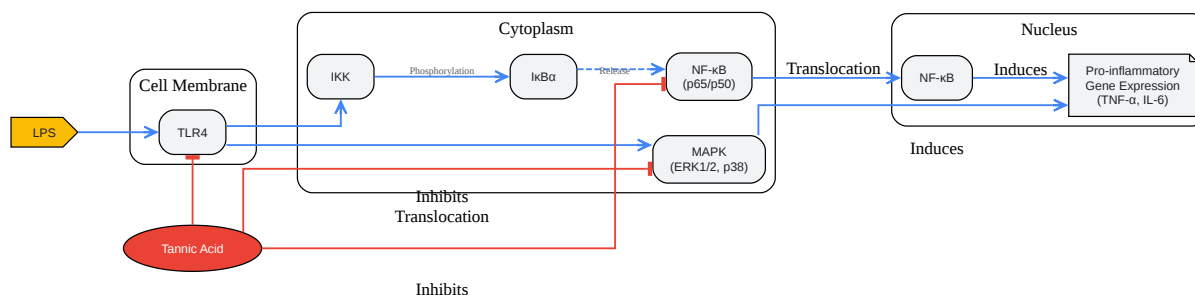 Cytoplasm
Nucleus
Cell Membrane
LPS
TLR4
IKK
Phosphorylation
IκBα
Release
NF-κB
(p65/p50)
Translocation
NF-κB
Induces
Pro-inflammatory
Gene Expression
(TNF-α, IL-6)
MAPK
(ERK1/2, p38)
Induces
Inhibits
Translocation
Tannic Acid
Inhibits